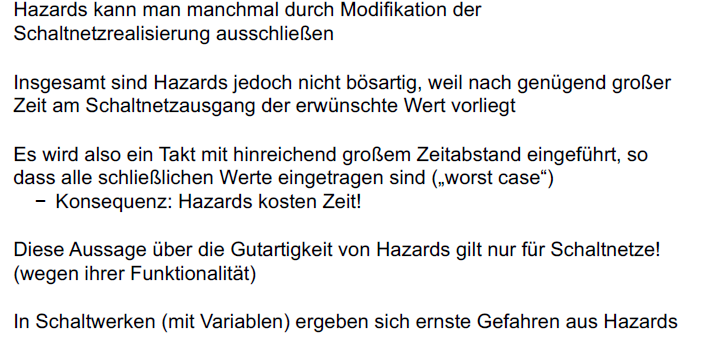 Hazards kann man manchmal durch Modifikation der
Schaltnetzrealisierung ausschließen
Insgesamt sind Hazards jedoch nicht bösartig, weil nach genügend großer
Zeit am Schaltnetzausgang der erwünschte Wert vorliegt
Es wird also ein Takt mit hinreichend großem Zeitabstand eingeführt, so
dass alle schließlichen Werte eingetragen sind („worst case“)
− Konsequenz: Hazards kosten Zeit!
Diese Aussage über die Gutartigkeit von Hazards gilt nur für Schaltnetze!
(wegen ihrer Funktionalität)
In Schaltwerken (mit Variablen) ergeben sich ernste Gefahren aus Hazards